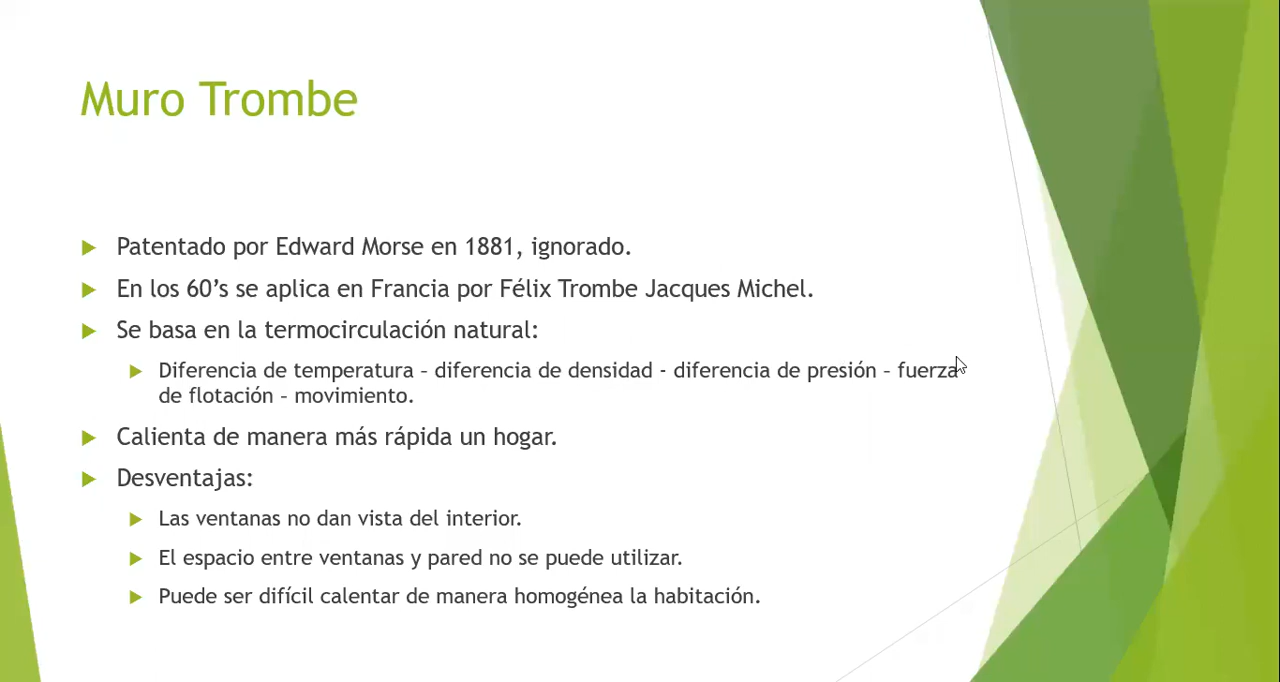 Muro Trombe
Patentado por Edward Morse en 1881, ignorado.
En los 60's se aplica en Francia por Félix Trombe Jacques Michel.
Se basa en la termocirculación natural:
Diferencia de temperatura – diferencia de densidad - diferencia de presión – fuerza
de flotación – movimiento.
Calienta de manera más rápida un hogar.
Desventajas:
Las ventanas no dan vista del interior.
El espacio entre ventanas y pared no se puede utilizar.
Puede ser difícil calentar de manera homogénea la habitación.